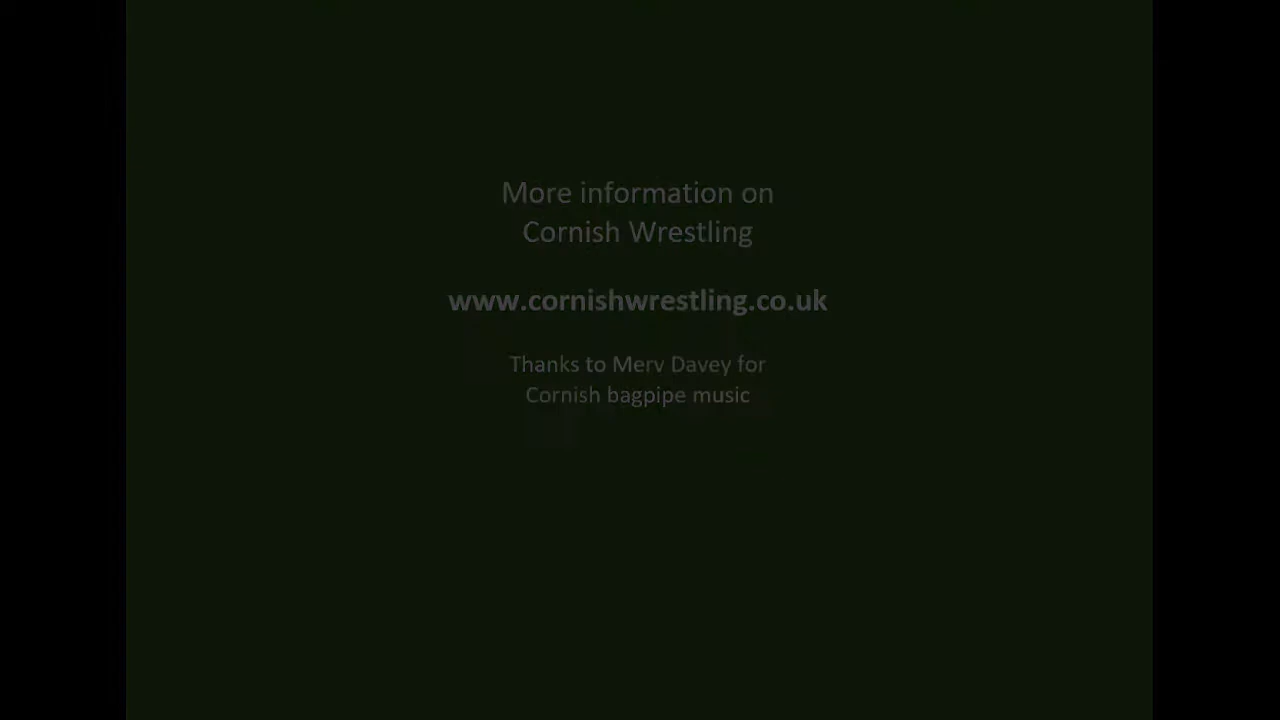 More information on
Cornish Wrestling
www.cornishwrestling.co.uk
Thanks to Merv Davey for
Cornish bagpipe music